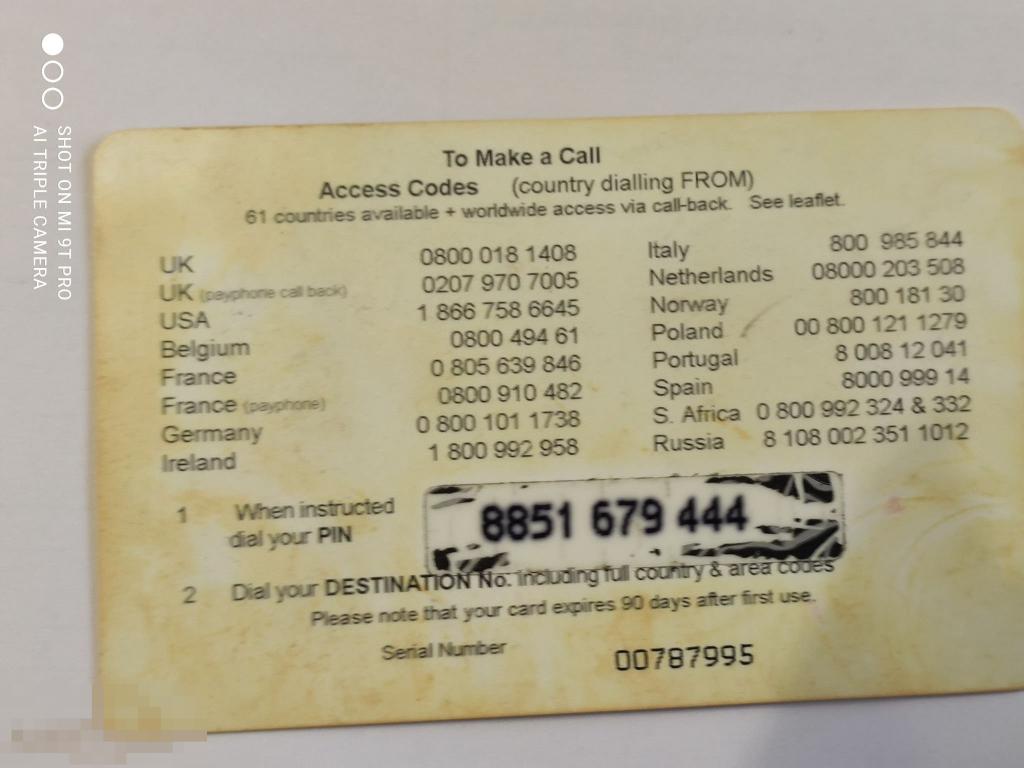 To Make a Call
Access Codes (country dialling FROM)
61 countries available + worldwide access via call-back. See leaflet.
UK 0800 018 1408
UK (payphone call back) 0207 970 7005
USA 1 866 758 6645
Belgium 0800 494 61
France 0 805 639 846
France (payphone) 0800 910 482
Germany 0 800 101 1738
Ireland 1 800 992 958
Italy 800 985 844
Netherlands 08000 203 508
Norway 800 181 30
Poland 00 800 121 1279
Portugal 8 008 12 041
Spain 8000 999 14
S. Africa 0 800 992 324 & 332
Russia 8 108 002 351 1012
1 When instructed
dial your PIN
8851 679 444
2 Dial your DESTINATION No. including full country & area codes
Please note that your card expires 90 days after first use.
Serial Number 00787995
SHOT ON MI 9T PRO
AI TRIPLE CAMERA